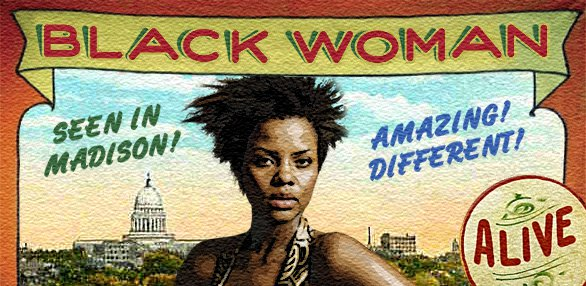 BLACK WOMAN
SEEN IN
MADISON!
AMAZING!
DIFFERENT!
ALIVE